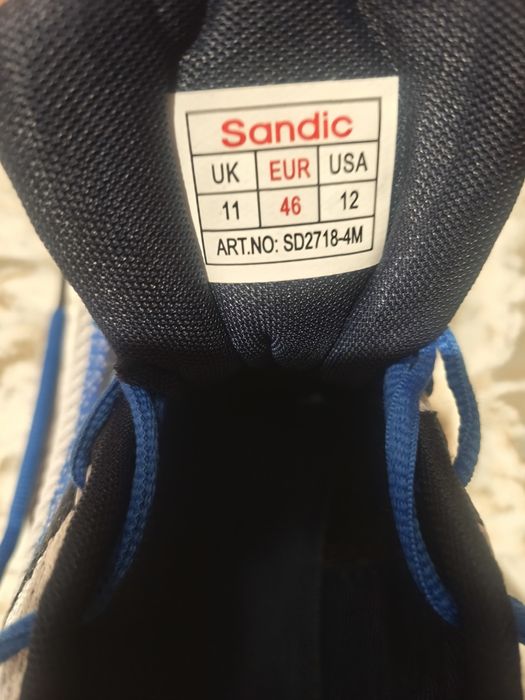 Sandic
UK EUR USA
11 46 12
ART.NO: SD2718-4M